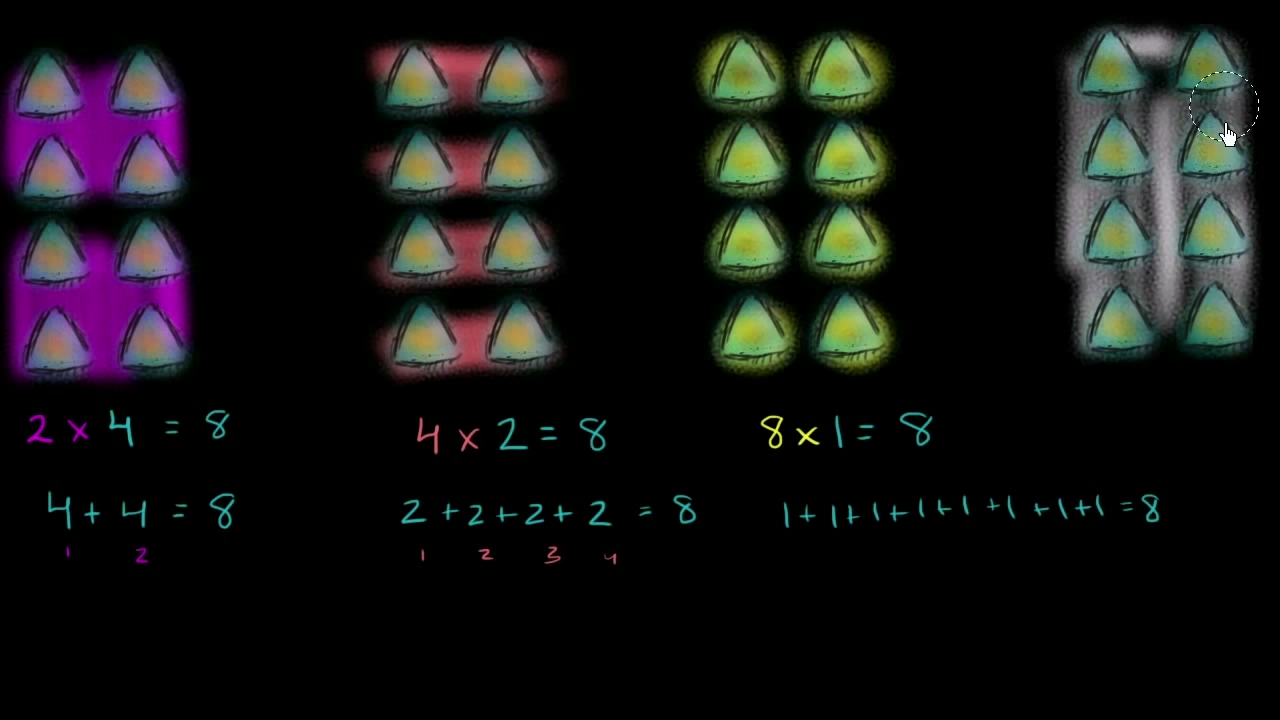 2 x 4 = 8
4 + 4 = 8
1 2
4 x 2 = 8
2 + 2 + 2 + 2 = 8
1 2 3 4
8 x 1 = 8
1 + 1 + 1 + 1 + 1 + 1 + 1 + 1 = 8